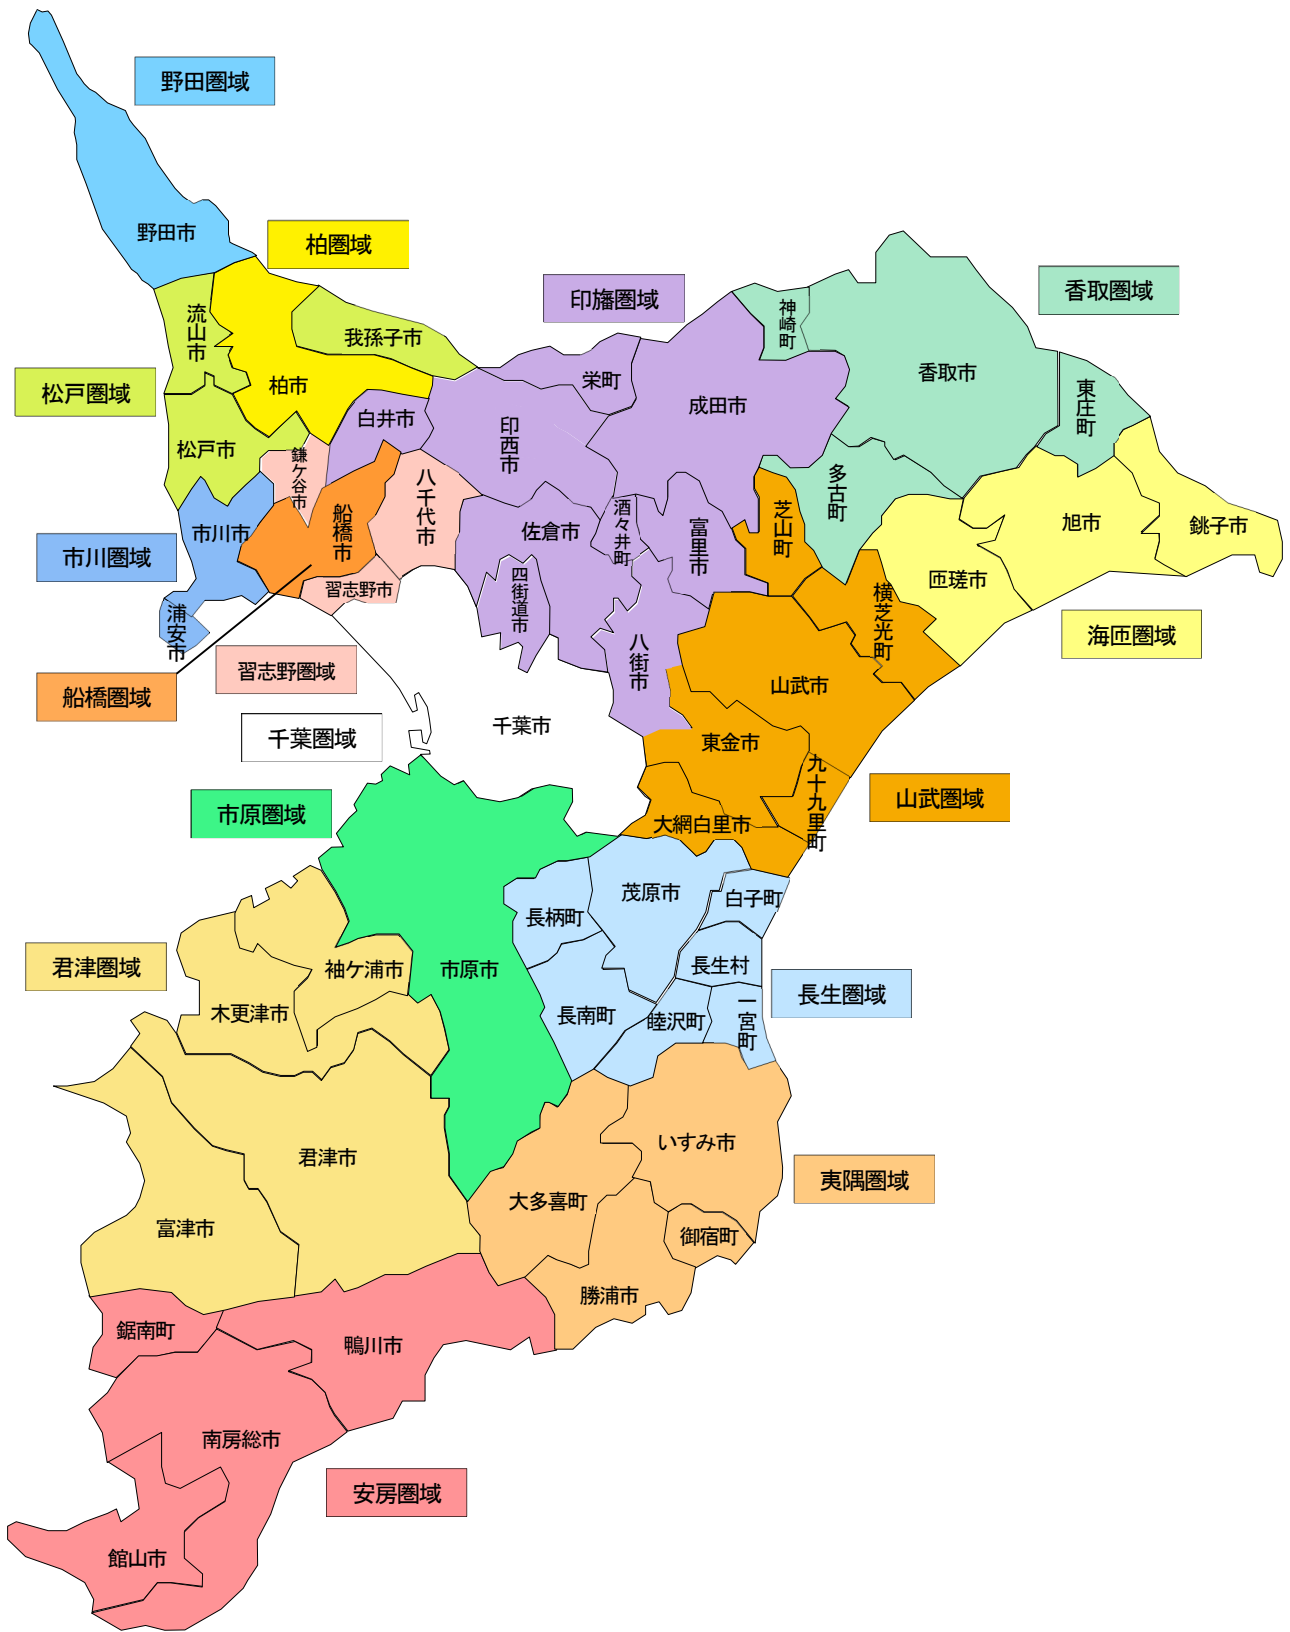 野田圏域
野田市
柏圏域
印旛圏域
香取圏域
流山市
我孫子市
神崎町
松戸圏域
柏市
栄町
香取市
成田市
東庄町
白井市
印西市
松戸市
鎌ケ谷市
八千代市
多古町
船橋市
市川市
酒々井町
佐倉市
富里市
芝山町
旭市
銚子市
市川圏域
四街道市
習志野市
匝瑳市
浦安市
横芝光町
海匝圏域
八街市
習志野圏域
山武市
船橋圏域
千葉市
千葉圏域
東金市
九十九里町
山武圏域
市原圏域
大網白里市
茂原市
白子町
長柄町
君津圏域
袖ケ浦市
市原市
長生村
長生圏域
木更津市
長南町
睦沢町
一宮町
いすみ市
君津市
夷隅圏域
大多喜町
富津市
御宿町
勝浦市
鋸南町
鴨川市
南房総市
安房圏域
館山市